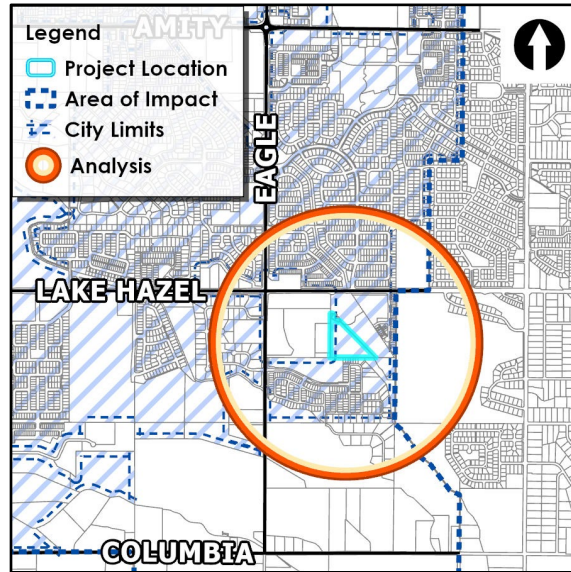 Legend
AMITY
Project Location
Area of Impact
City Limits
Analysis
EAGLE
LAKE HAZEL
COLUMBIA